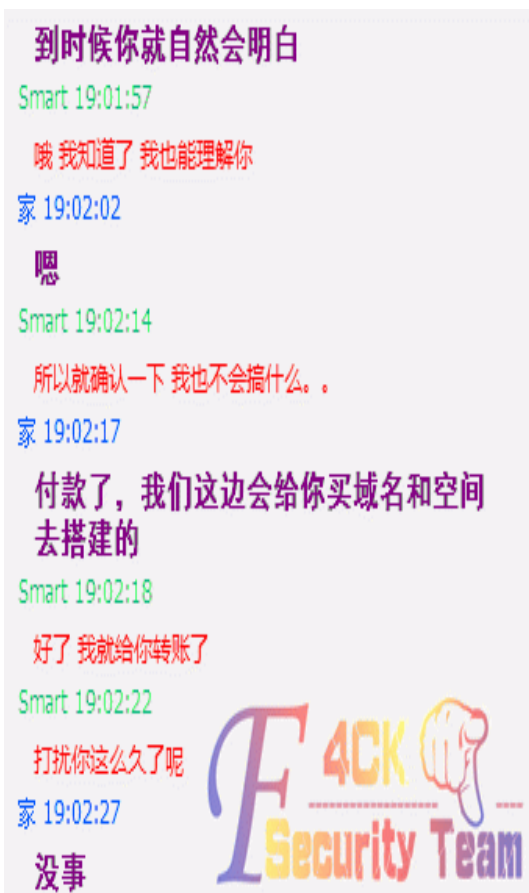 到时候你就自然会明白
Smart 19:01:57
哦 我知道了 我也能理解你
家 19:02:02
嗯
Smart 19:02:14
所以就确认一下 我也不会搞什么。。
家 19:02:17
付款了，我们这边会给你买域名和空间
去搭建的
Smart 19:02:18
好了 我就给你转账了
Smart 19:02:22
打扰你这么久了呢
家 19:02:27
没事
F 4CK
Security Team